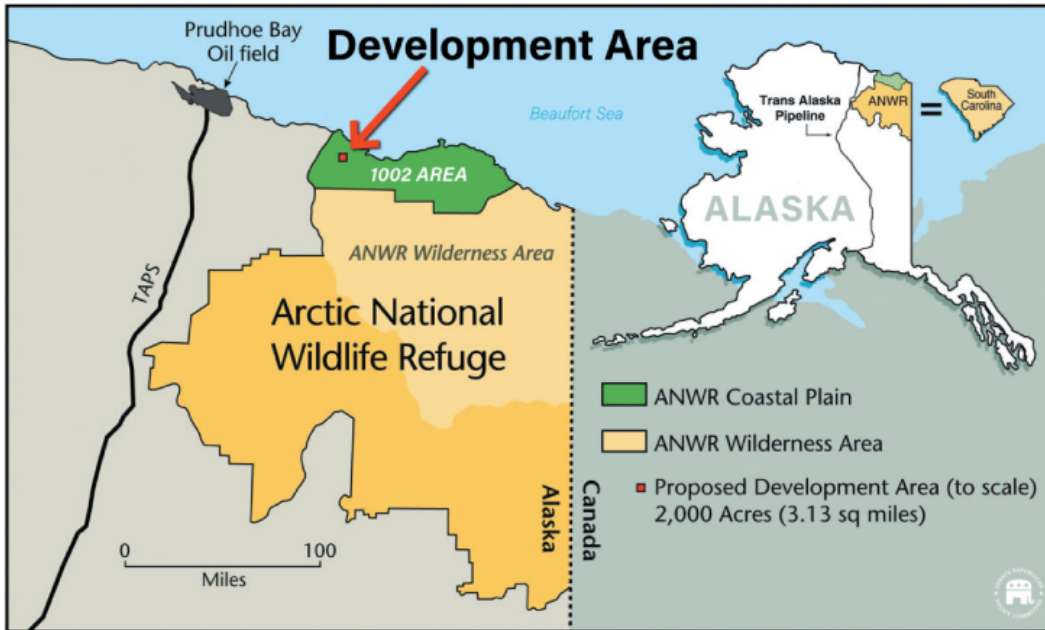 Prudhoe Bay
Oil field
Development Area
Beaufort Sea
Trans Alaska
Pipeline
ANWR
=
South
Carolina
1002 AREA
ALASKA
ANWR Wilderness Area
TAPS
Arctic National
Wildlife Refuge
ANWR Coastal Plain
ANWR Wilderness Area
Proposed Development Area (to scale)
2,000 Acres (3.13 sq miles)
Alaska
Canada
0 100
Miles